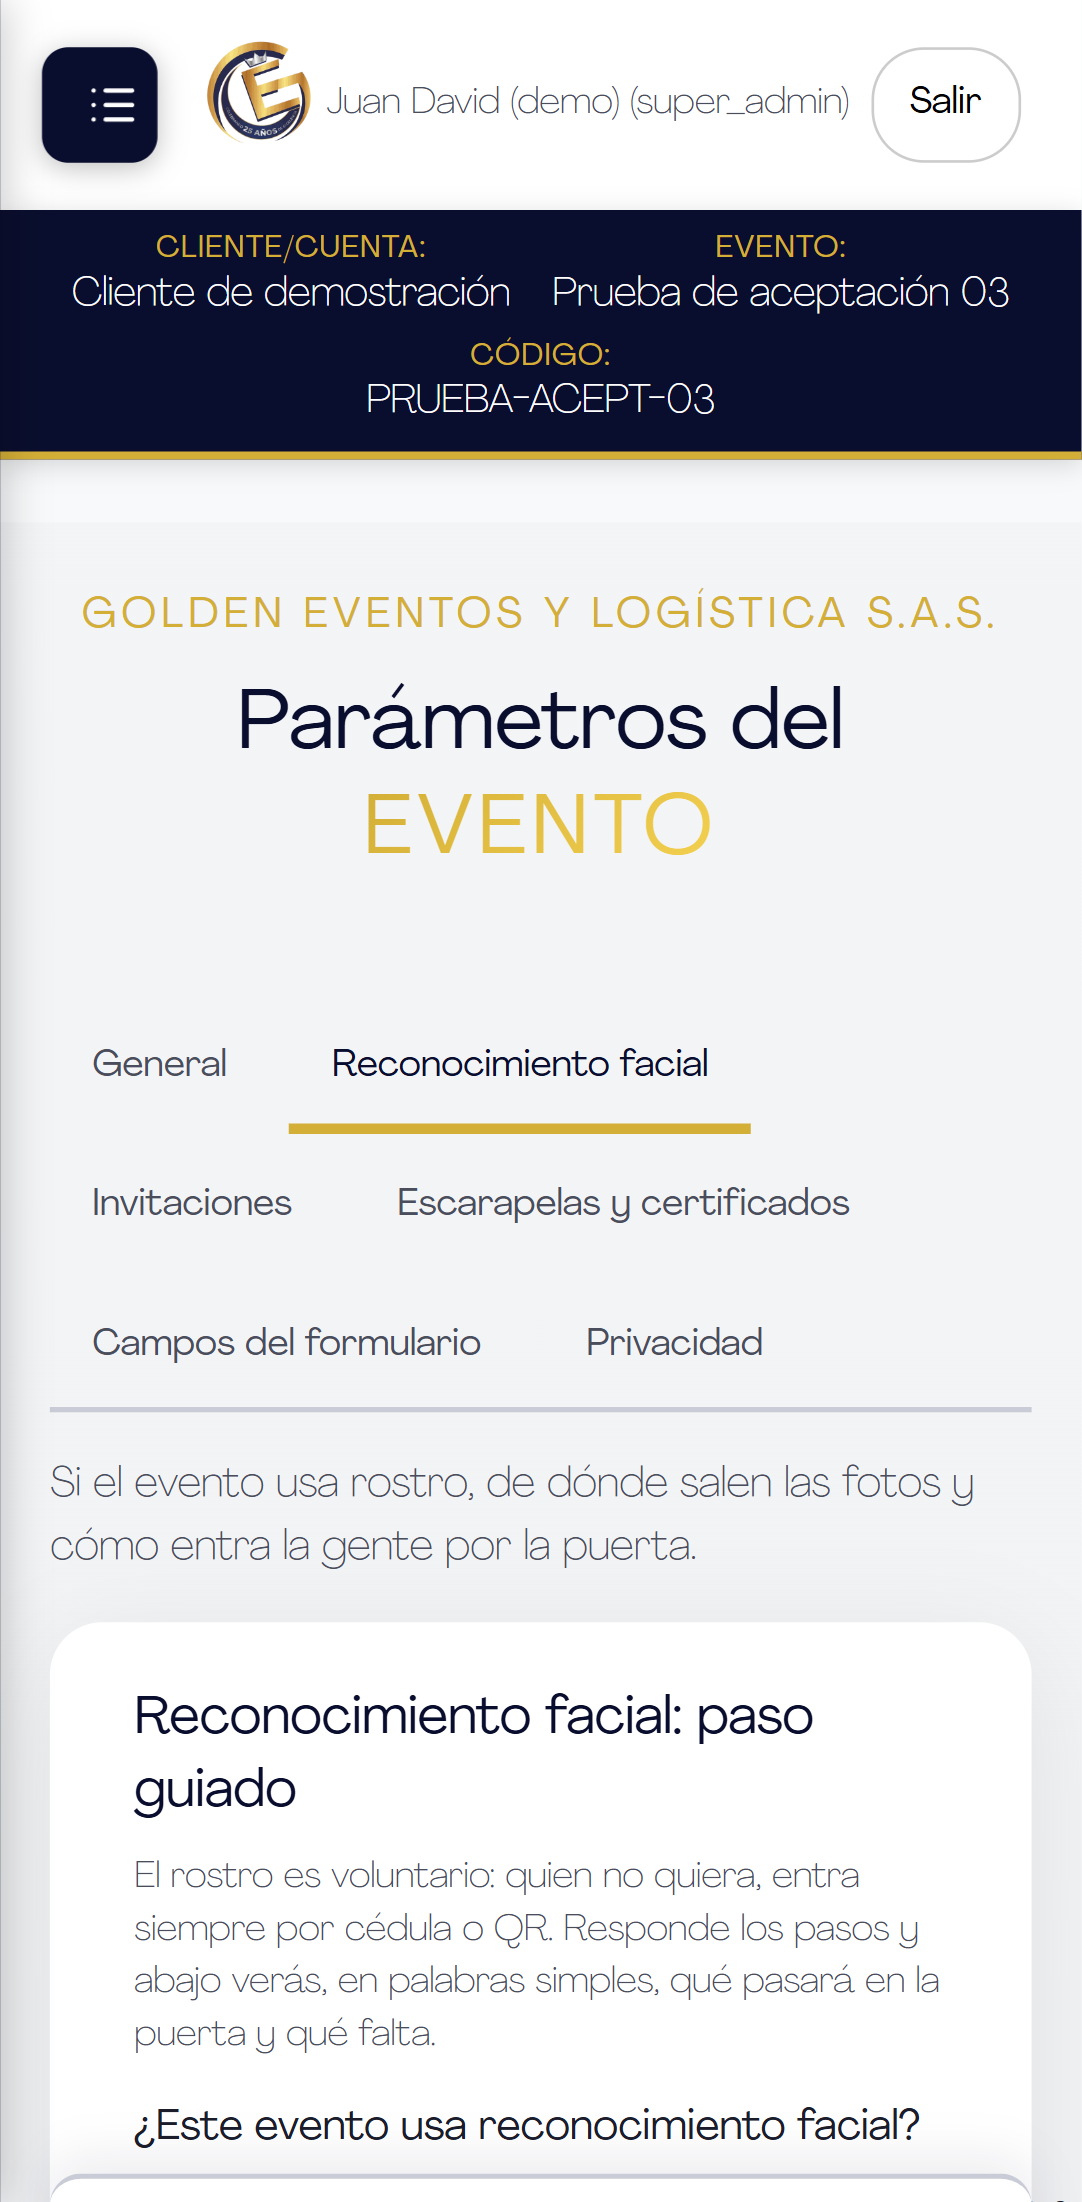 25 AÑOS
Juan David (demo) (super_admin)
Salir
CLIENTE/CUENTA:
Cliente de demostración
EVENTO:
Prueba de aceptación 03
CÓDIGO:
PRUEBA-ACEPT-03
GOLDEN EVENTOS Y LOGÍSTICA S.A.S.
Parámetros del
EVENTO
General
Reconocimiento facial
Invitaciones
Escarapelas y certificados
Campos del formulario
Privacidad
Si el evento usa rostro, de dónde salen las fotos y
cómo entra la gente por la puerta.
Reconocimiento facial: paso
guiado
El rostro es voluntario: quien no quiera, entra
siempre por cédula o QR. Responde los pasos y
abajo verás, en palabras simples, qué pasará en la
puerta y qué falta.
¿Este evento usa reconocimiento facial?